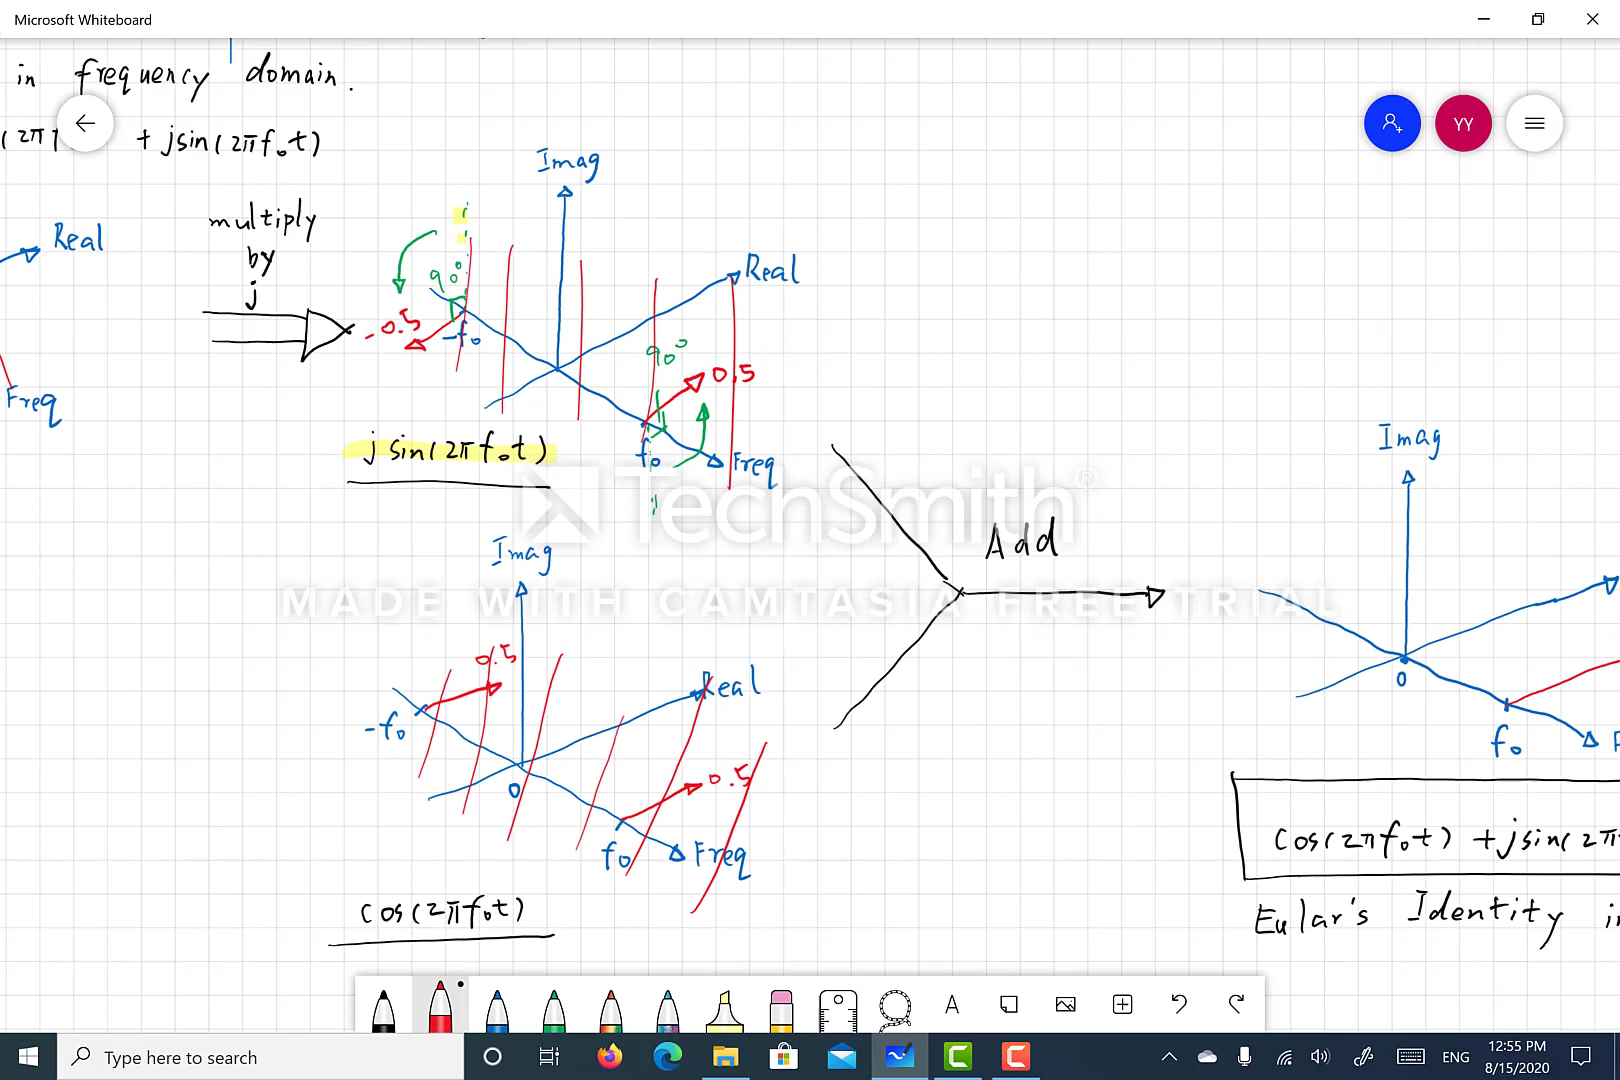 Microsoft Whiteboard
in frequency domain.
+ jsin(2πf₀t)
YY
Imag
Real
multiply
by
j
90°
Real
-0.5
-f₀
90°
0.5
Freq
j sin(2πf₀t)
f₀
Freq
TechSmith®
Imag
Add
Imag
MADE WITH CAMTASIA FREE TRIAL
0.5
Real
-f₀
0
0.5
f₀
Freq
cos(2πf₀t)
0
f₀
F
cos(2πf₀t) +jsin(2π
Eular's Identity in
A
Type here to search
ENG
12:55 PM
8/15/2020